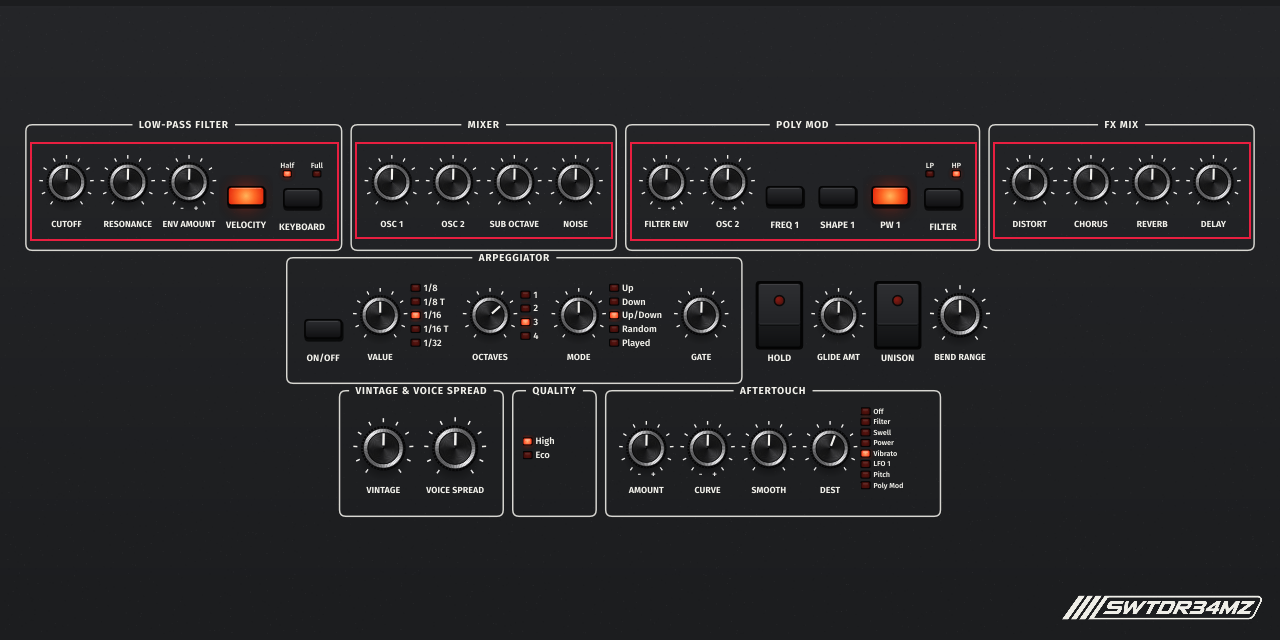 LOW-PASS FILTER
MIXER
POLY MOD
FX MIX
Half Full
LP HP
CUTOFF RESONANCE ENV AMOUNT VELOCITY KEYBOARD
OSC 1 OSC 2 SUB OCTAVE NOISE
FILTER ENV OSC 2 FREQ 1 SHAPE 1 PW 1 FILTER
DISTORT CHORUS REVERB DELAY
ARPEGGIATOR
1/8
1/8 T
1/16
1/16 T
1/32
1
2
3
4
Up
Down
Up/Down
Random
Played
ON/OFF VALUE OCTAVES MODE GATE
HOLD GLIDE AMT UNISON BEND RANGE
VINTAGE & VOICE SPREAD
QUALITY
AFTERTOUCH
VINTAGE VOICE SPREAD
High
Eco
Off
Filter
Swell
Power
Vibrato
LFO 1
Pitch
Poly Mod
AMOUNT CURVE SMOOTH DEST
SWTDR34MZ